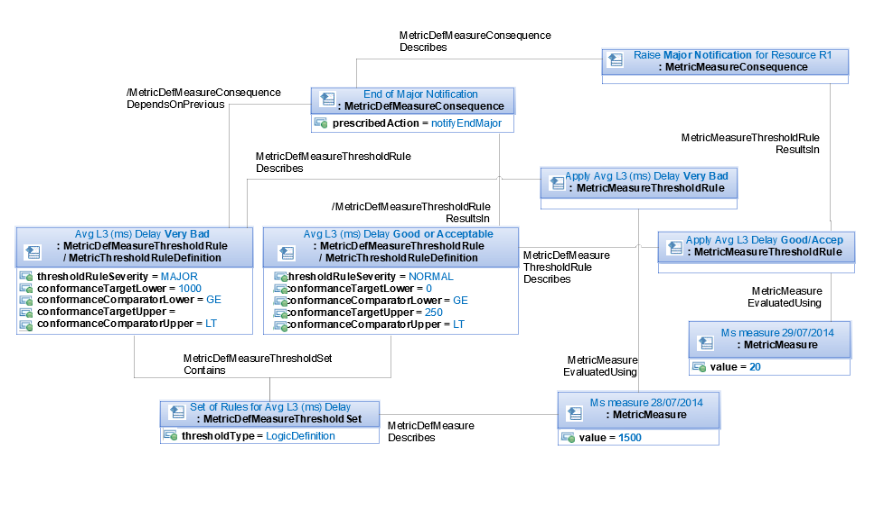 MetricDefMeasureConsequence
Describes
Raise Major Notification for Resource R1
: MetricMeasureConsequence
/MetricDefMeasureConsequence
DependsOnPrevious
End of Major Notification
: MetricDefMeasureConsequence
prescribedAction = notifyEndMajor
MetricMeasureThresholdRule
ResultsIn
MetricDefMeasureThresholdRule
Describes
Apply Avg L3 (ms) Delay Very Bad
: MetricMeasureThresholdRule
/MetricDefMeasureThresholdRule
ResultsIn
Avg L3 (ms) Delay Very Bad
: MetricDefMeasureThresholdRule
/ MetricThresholdRuleDefinition
thresholdRuleSeverity = MAJOR
conformanceTargetLower = 1000
conformanceComparatorLower = GE
conformanceTargetUpper =
conformanceComparatorUpper = LT
Avg L3 (ms) Delay Good or Acceptable
: MetricDefMeasureThresholdRule
/ MetricThresholdRuleDefinition
thresholdRuleSeverity = NORMAL
conformanceTargetLower = 0
conformanceComparatorLower = GE
conformanceTargetUpper = 250
conformanceComparatorUpper = LT
Apply Avg L3 Delay Good/Accep
: MetricMeasureThresholdRule
MetricDefMeasure
ThresholdRule
Describes
MetricMeasure
EvaluatedUsing
Ms measure 29/07/2014
: MetricMeasure
value = 20
MetricDefMeasureThresholdSet
Contains
MetricMeasure
EvaluatedUsing
Set of Rules for Avg L3 (ms) Delay
: MetricDefMeasureThreshold Set
thresholdType = LogicDefinition
MetricDefMeasure
Describes
Ms measure 28/07/2014
: MetricMeasure
value = 1500